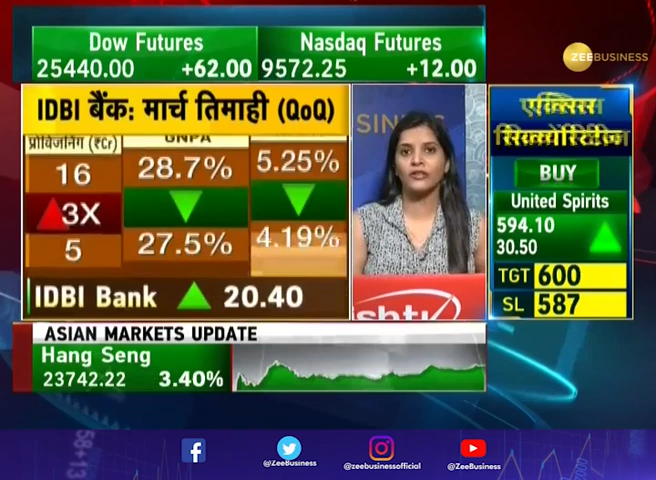 Dow Futures
25440.00 +62.00
Nasdaq Futures
9572.25 +12.00
ZEE BUSINESS
IDBI बैंक: मार्च तिमाही (QoQ)
प्रोविजनिंग (₹Cr)
GNPA
16
28.7%
5.25%
3X
5
27.5%
4.19%
IDBI Bank 20.40
सिक्योरिटीज
BUY
United Spirits
594.10
30.50
TGT 600
SL 587
ASIAN MARKETS UPDATE
Hang Seng
23742.22 3.40%
@ZeeBusiness
@zeebusinessofficial
@ZeeBusiness